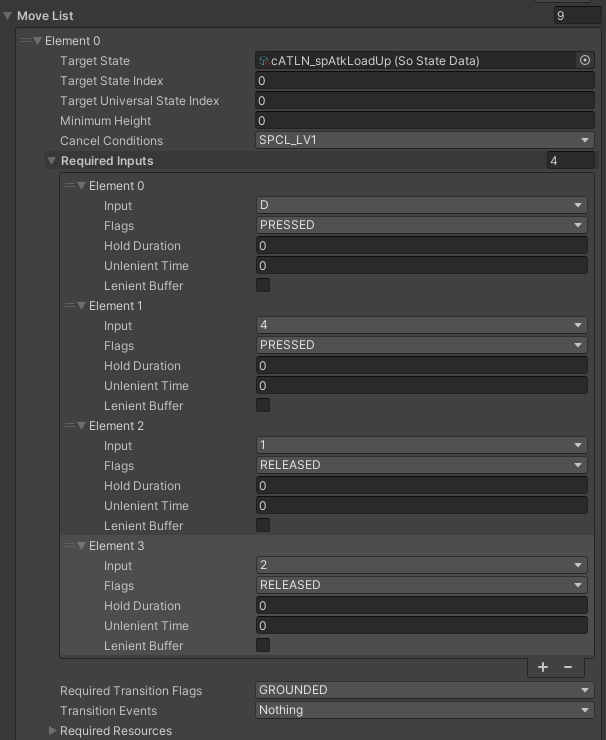 Move List 9
Element 0
Target State cATLN_spAtkLoadUp (So State Data)
Target State Index 0
Target Universal State Index 0
Minimum Height 0
Cancel Conditions SPCL_LV1
Required Inputs 4
Element 0
Input D
Flags PRESSED
Hold Duration 0
Unlenient Time 0
Lenient Buffer
Element 1
Input 4
Flags PRESSED
Hold Duration 0
Unlenient Time 0
Lenient Buffer
Element 2
Input 1
Flags RELEASED
Hold Duration 0
Unlenient Time 0
Lenient Buffer
Element 3
Input 2
Flags RELEASED
Hold Duration 0
Unlenient Time 0
Lenient Buffer
+ −
Required Transition Flags GROUNDED
Transition Events Nothing
Required Resources